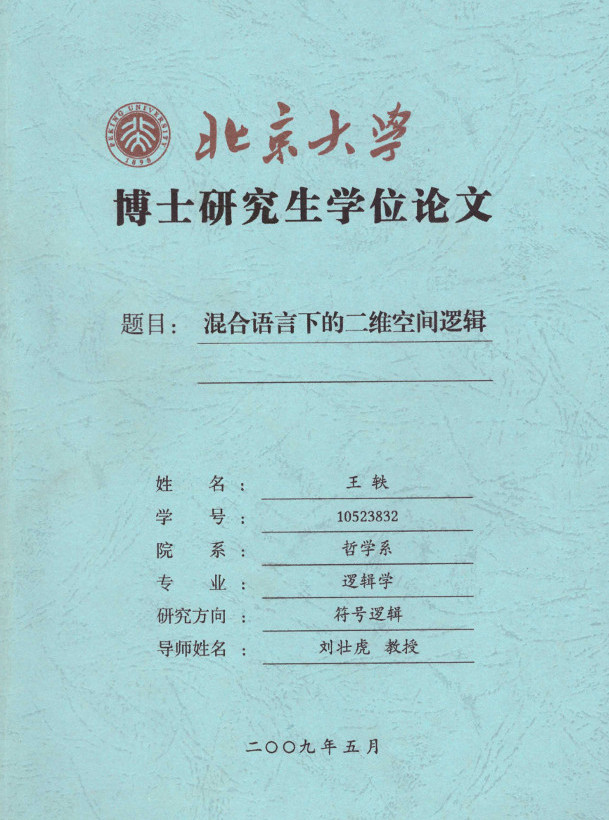 PEKING UNIVERSITY
1898
北京大学
博士研究生学位论文
题目： 混合语言下的二维空间逻辑
姓 名： 王轶
学 号： 10523832
院 系： 哲学系
专 业： 逻辑学
研究方向： 符号逻辑
导师姓名： 刘壮虎 教授
二〇〇九年五月